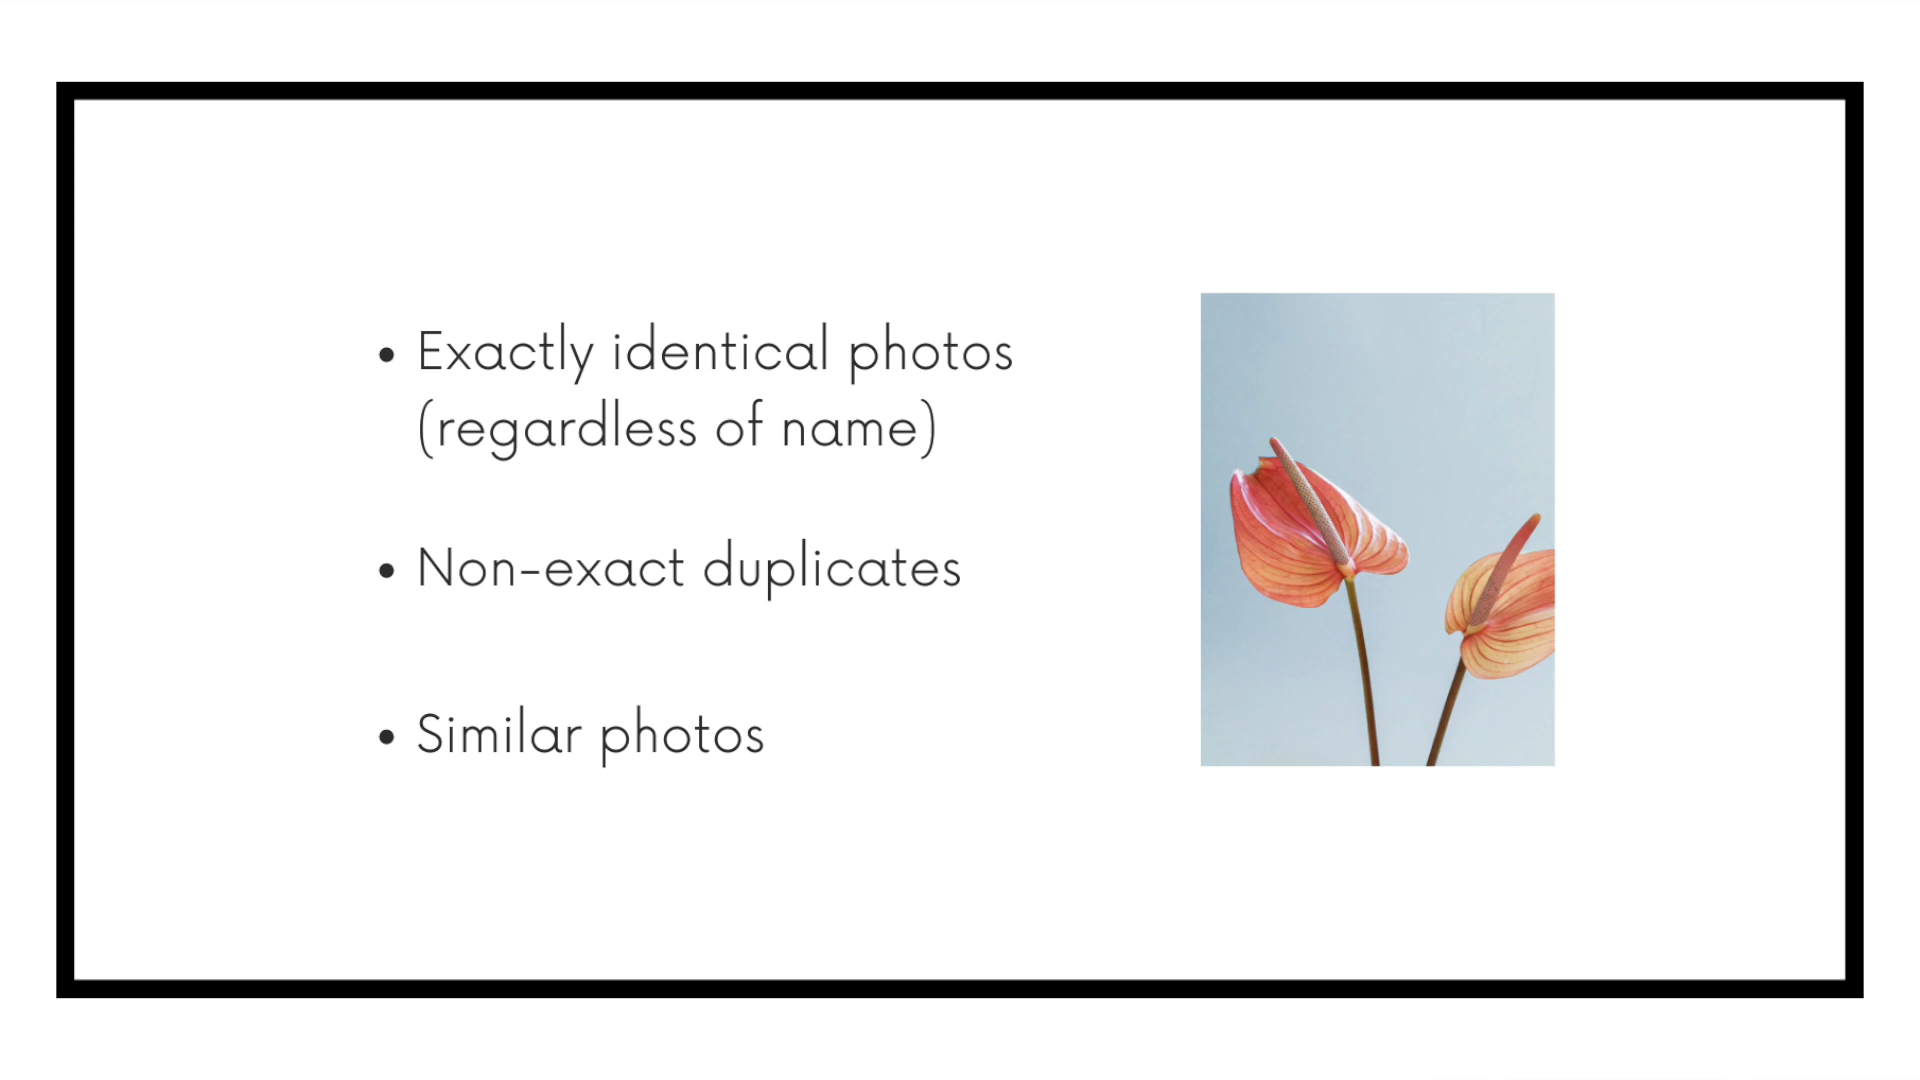 • Exactly identical photos
(regardless of name)
• Non-exact duplicates
• Similar photos